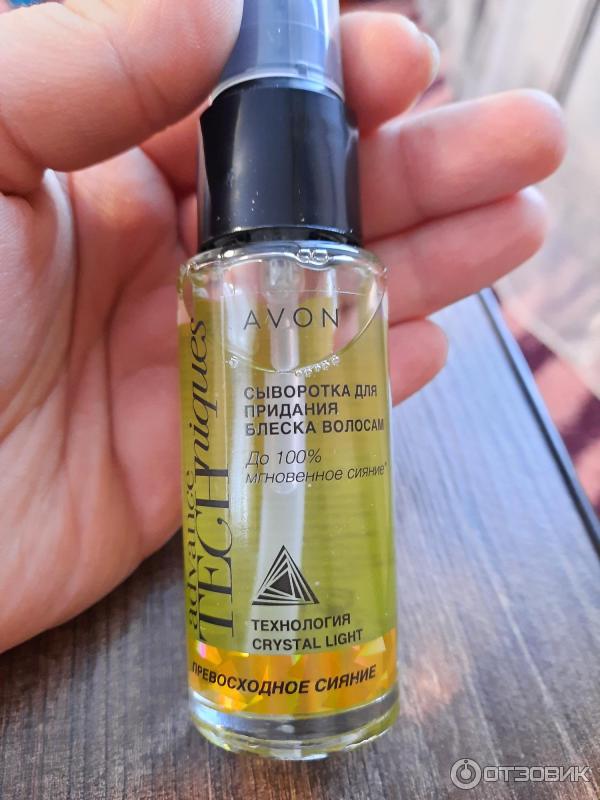 AVON
advance
TECHniques
СЫВОРОТКА ДЛЯ
ПРИДАНИЯ
БЛЕСКА ВОЛОСАМ
До 100%
мгновенное сияние*
ТЕХНОЛОГИЯ
CRYSTAL LIGHT
ПРЕВОСХОДНОЕ СИЯНИЕ
ОТЗОВИК